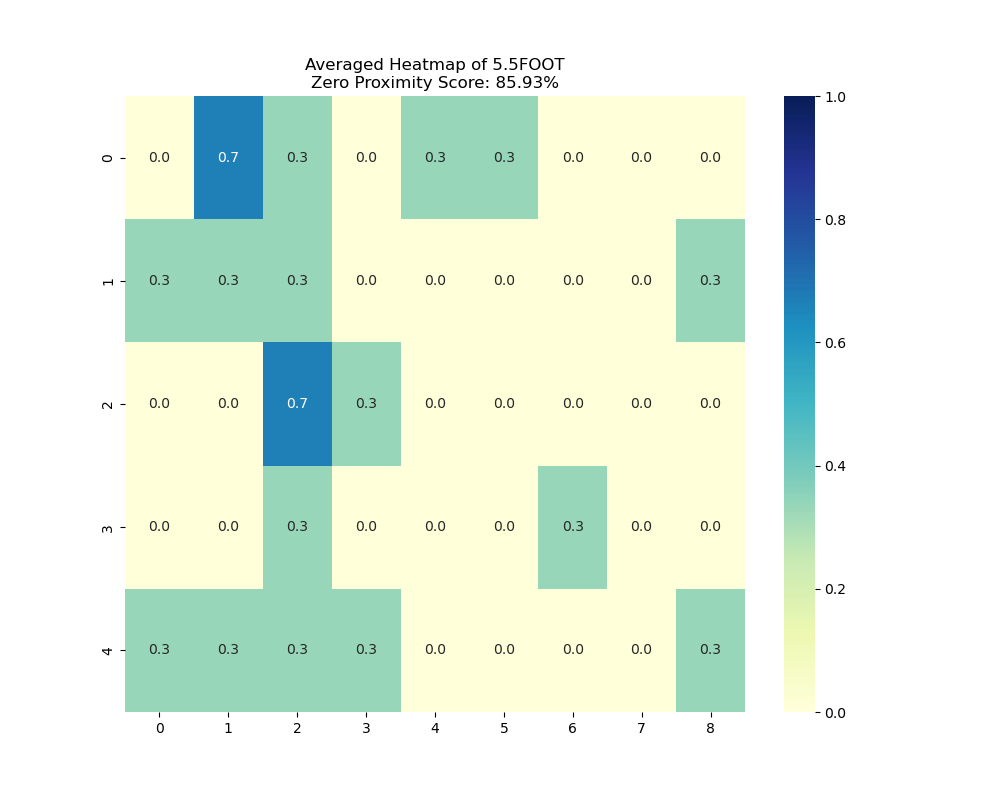 Averaged Heatmap of 5.5FOOT
Zero Proximity Score: 85.93%
0 0.0 0.7 0.3 0.0 0.3 0.3 0.0 0.0 0.0
1 0.3 0.3 0.3 0.0 0.0 0.0 0.0 0.0 0.3
2 0.0 0.0 0.7 0.3 0.0 0.0 0.0 0.0 0.0
3 0.0 0.0 0.3 0.0 0.0 0.0 0.3 0.0 0.0
4 0.3 0.3 0.3 0.3 0.0 0.0 0.0 0.0 0.3
0 1 2 3 4 5 6 7 8
1.0
0.8
0.6
0.4
0.2
0.0